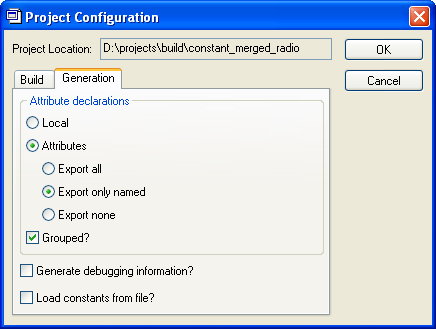 Project Configuration
Project Location: D:\projects\build\constant_merged_radio OK
Build Generation Cancel
Attribute declarations
Local
Attributes
Export all
Export only named
Export none
Grouped?
Generate debugging information?
Load constants from file?